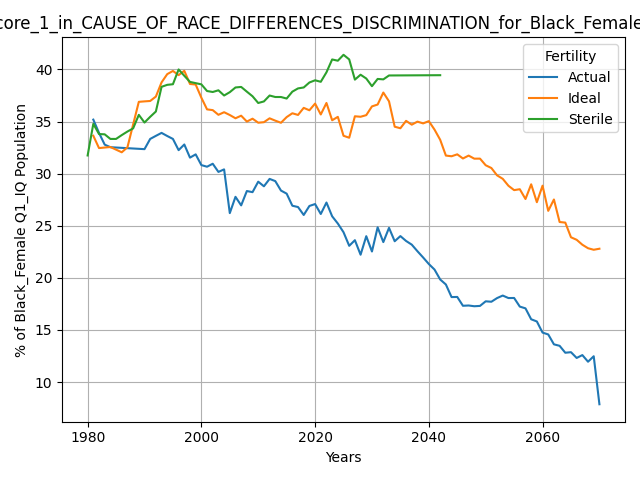 core_1_in_CAUSE_OF_RACE_DIFFERENCES_DISCRIMINATION_for_Black_Female
% of Black_Female Q1_IQ Population
40
35
30
25
20
15
10
1980
2000
2020
2040
2060
Years
Fertility
Actual
Ideal
Sterile